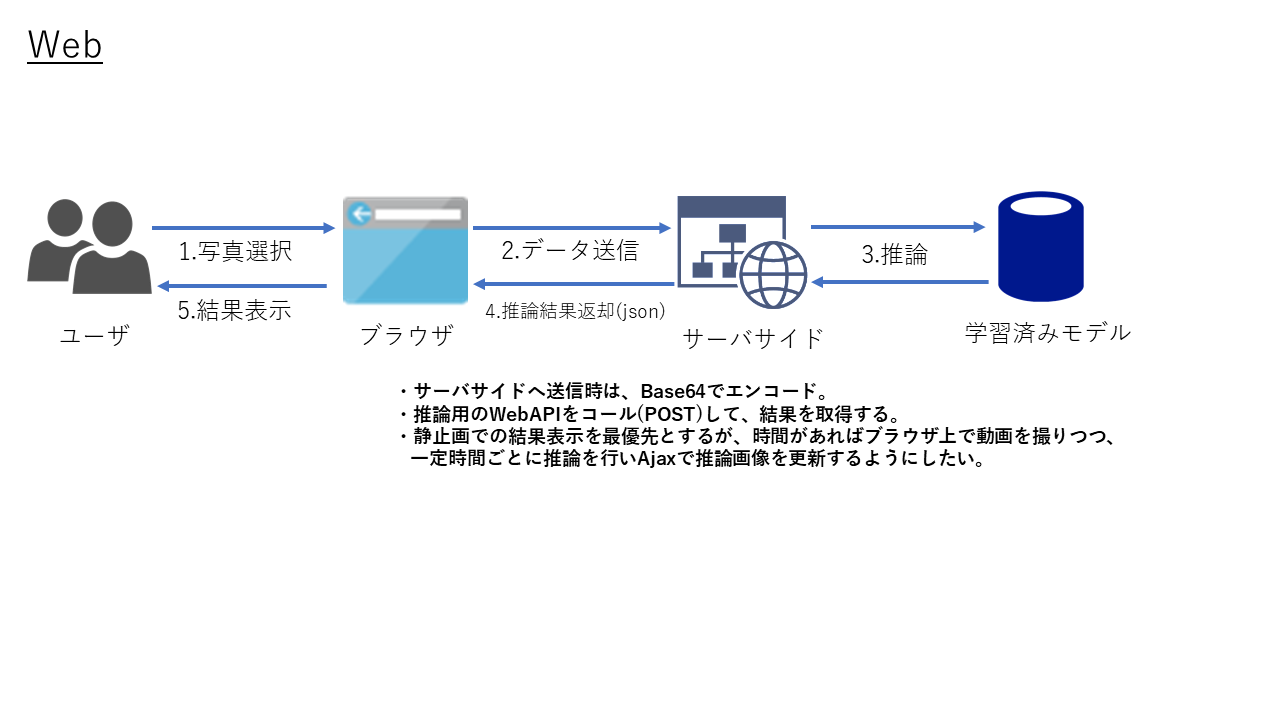 Web
1.写真選択
2.データ送信
3.推論
5.結果表示
4.推論結果返却(json)
ユーザ
ブラウザ
サーバサイド
学習済みモデル
・サーバサイドへ送信時は、Base64でエンコード。
・推論用のWebAPIをコール(POST)して、結果を取得する。
・静止画での結果表示を最優先とするが、時間があればブラウザ上で動画を撮りつつ、
一定時間ごとに推論を行いAjaxで推論画像を更新するようにしたい。